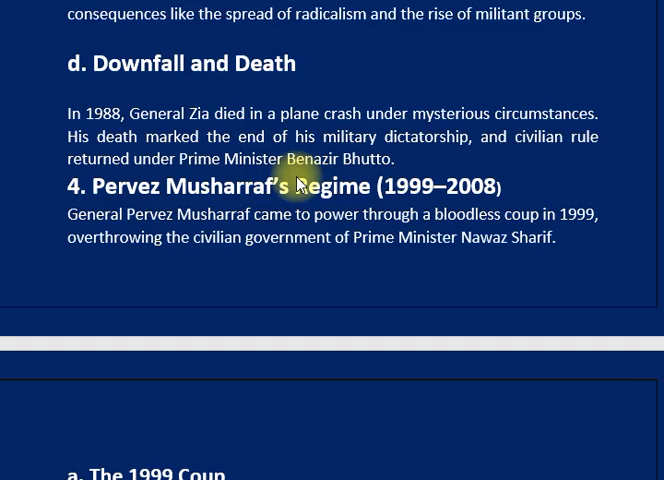 consequences like the spread of radicalism and the rise of militant groups.
d. Downfall and Death
In 1988, General Zia died in a plane crash under mysterious circumstances.
His death marked the end of his military dictatorship, and civilian rule
returned under Prime Minister Benazir Bhutto.
4. Pervez Musharraf’s Regime (1999–2008)
General Pervez Musharraf came to power through a bloodless coup in 1999,
overthrowing the civilian government of Prime Minister Nawaz Sharif.
a. The 1999 Coup